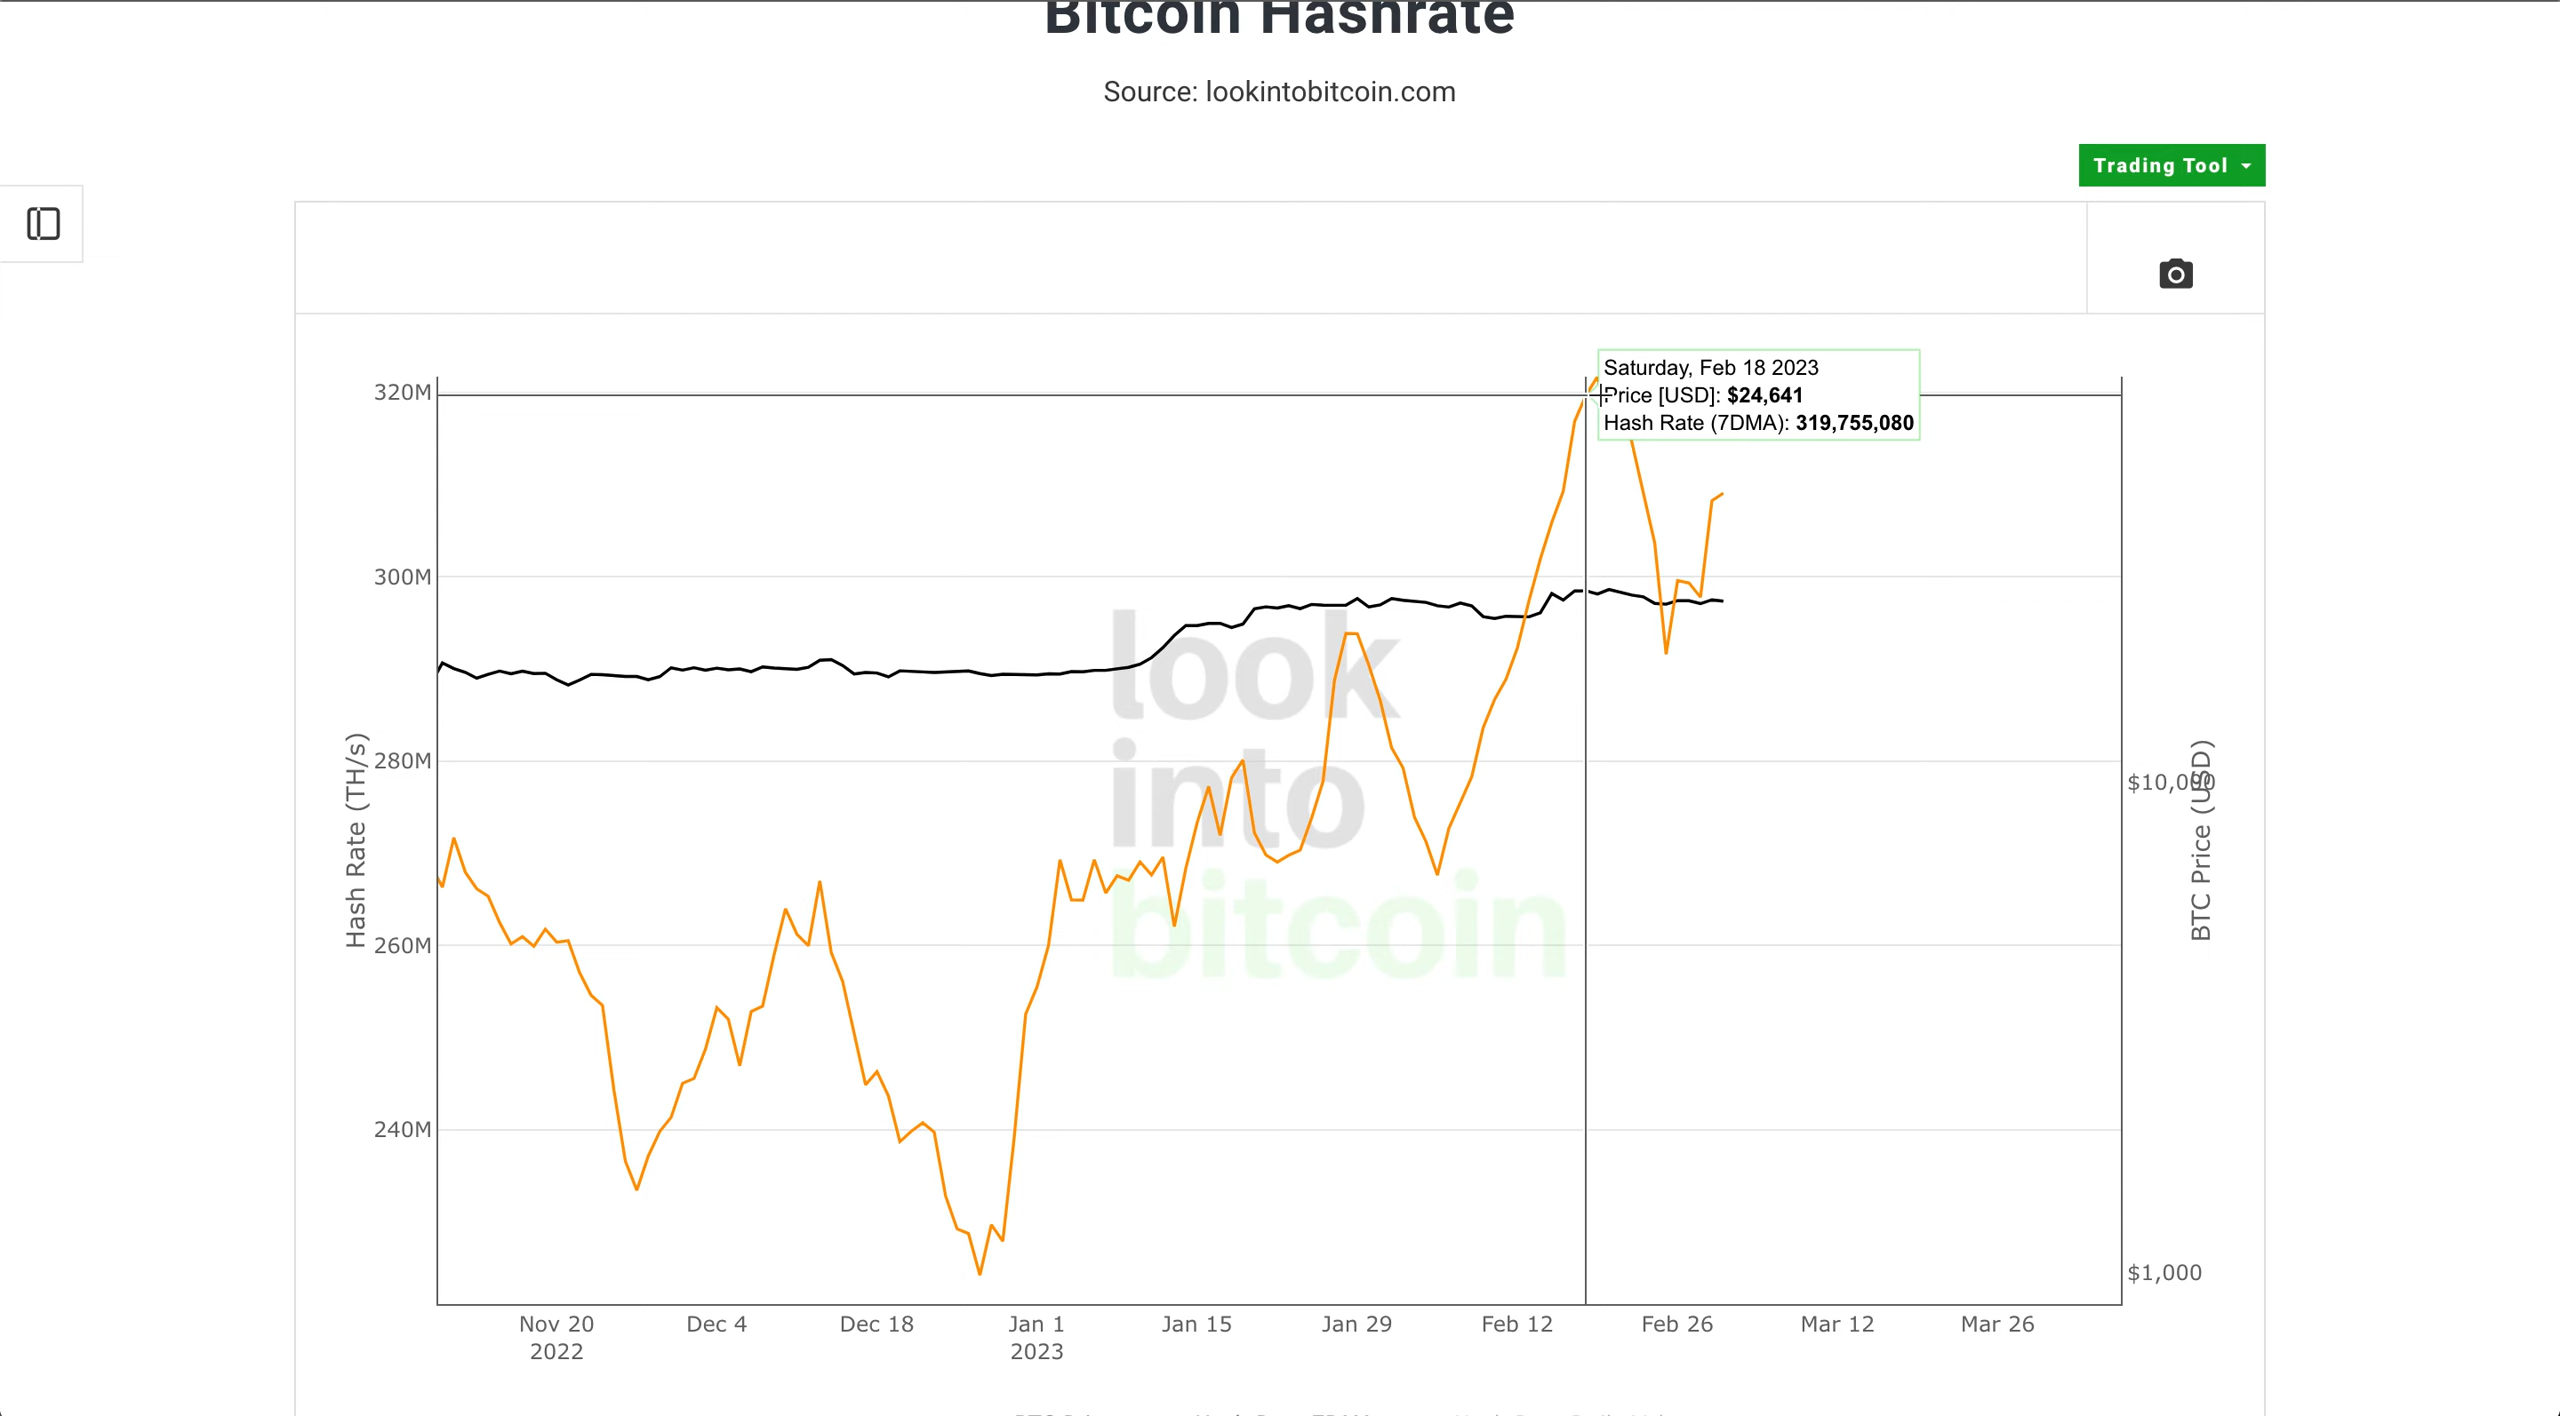 Bitcoin Hashrate
Source: lookintobitcoin.com
Trading Tool
Saturday, Feb 18 2023
Price [USD]: $24,641
Hash Rate (7DMA): 319,755,080
320M
300M
280M
260M
240M
Hash Rate (TH/s)
look
into
bitcoin
$10,000
$1,000
BTC Price (USD)
Nov 20
2022
Dec 4
Dec 18
Jan 1
2023
Jan 15
Jan 29
Feb 12
Feb 26
Mar 12
Mar 26